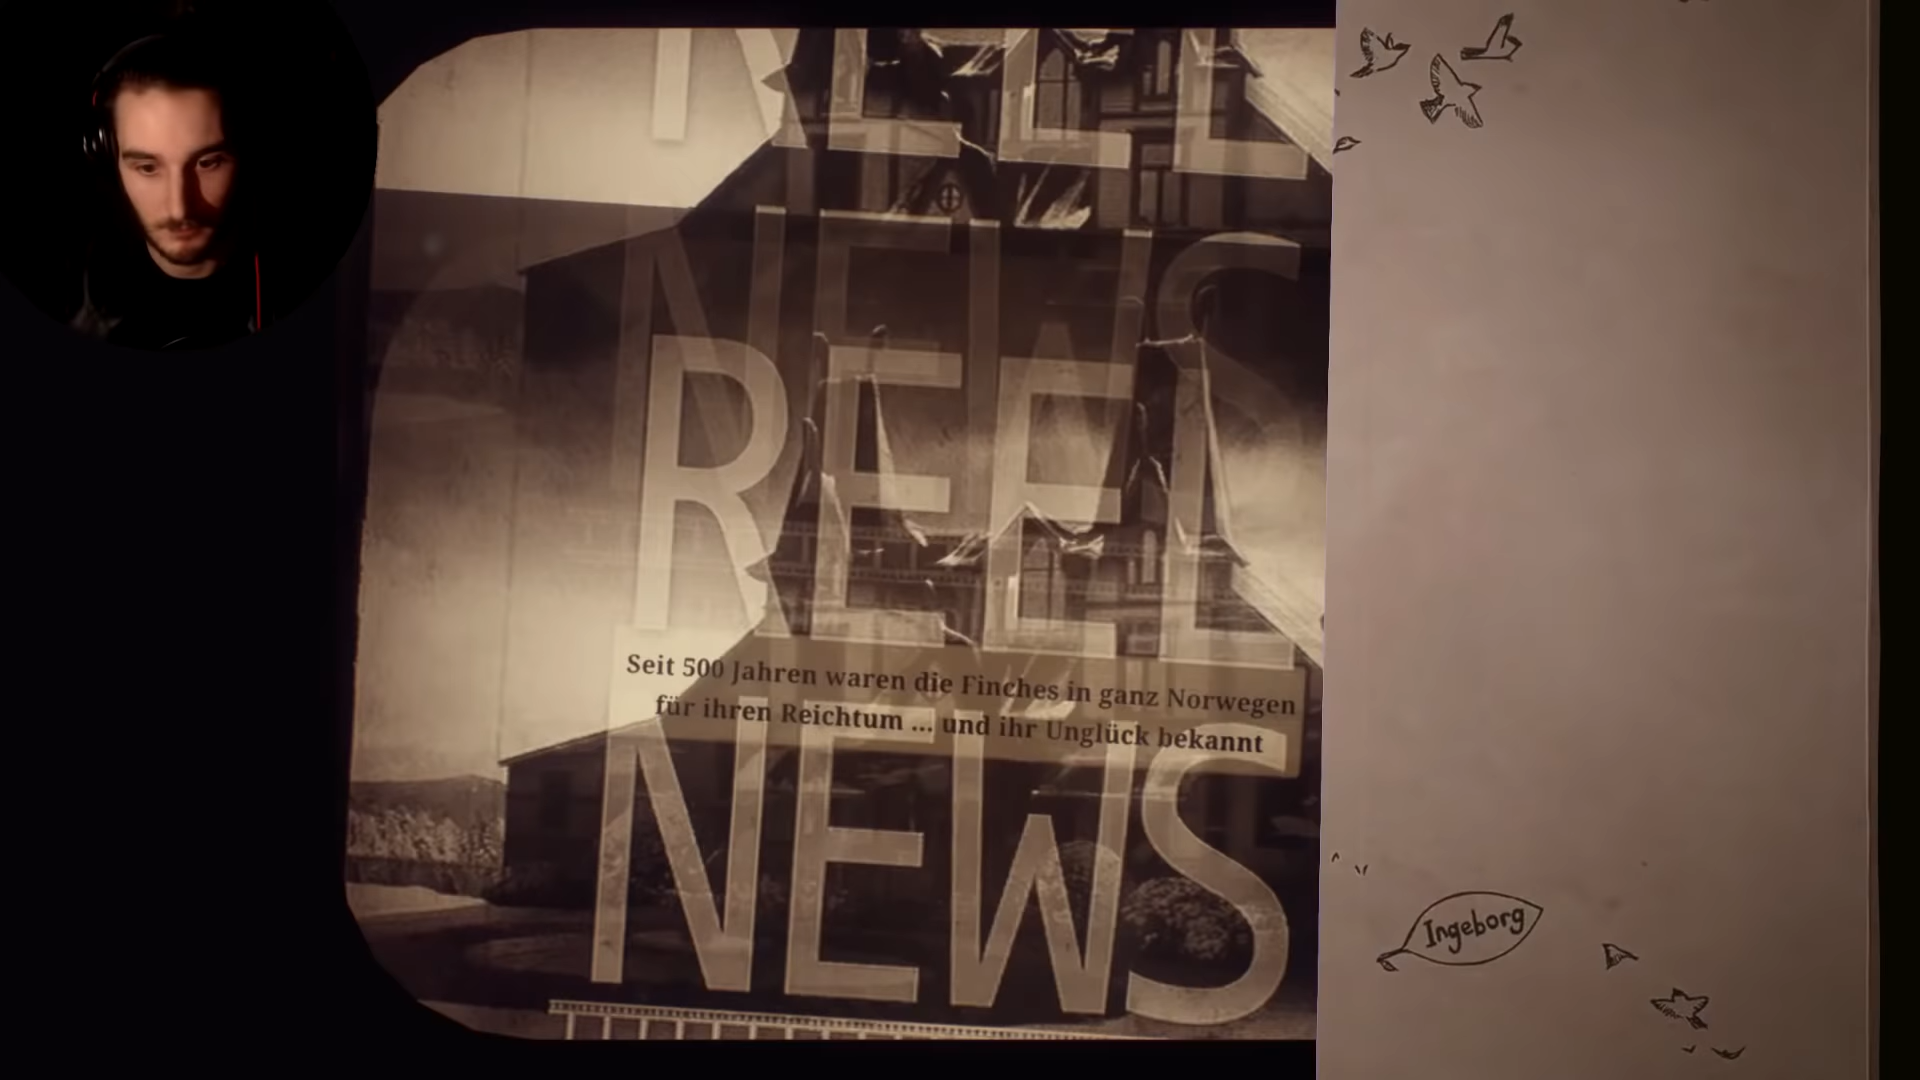 REEL
NEWS
REEL
Seit 500 Jahren waren die Finches in ganz Norwegen
für ihren Reichtum ... und ihr Unglück bekannt
NEWS
Ingeborg